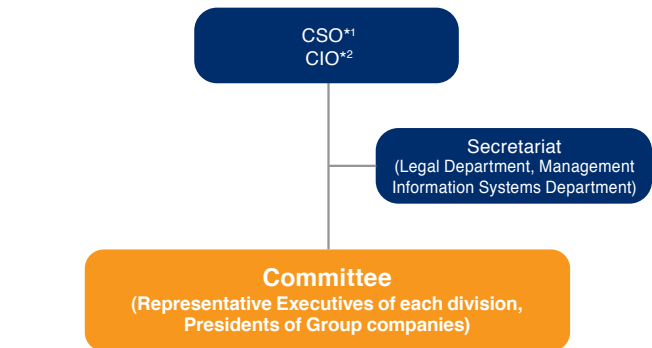 CSO*1
CIO*2
Secretariat
(Legal Department, Management
Information Systems Department)
Committee
(Representative Executives of each division,
Presidents of Group companies)